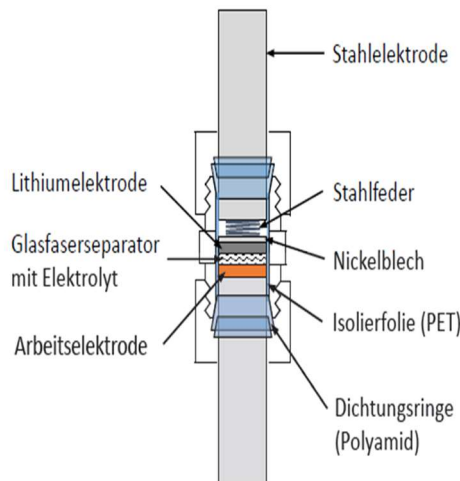 Stahlelektrode
Lithiumelektrode
Stahlfeder
Glasfaserseparator
mit Elektrolyt
Nickelblech
Isolierfolie (PET)
Arbeitselektrode
Dichtungsringe
(Polyamid)